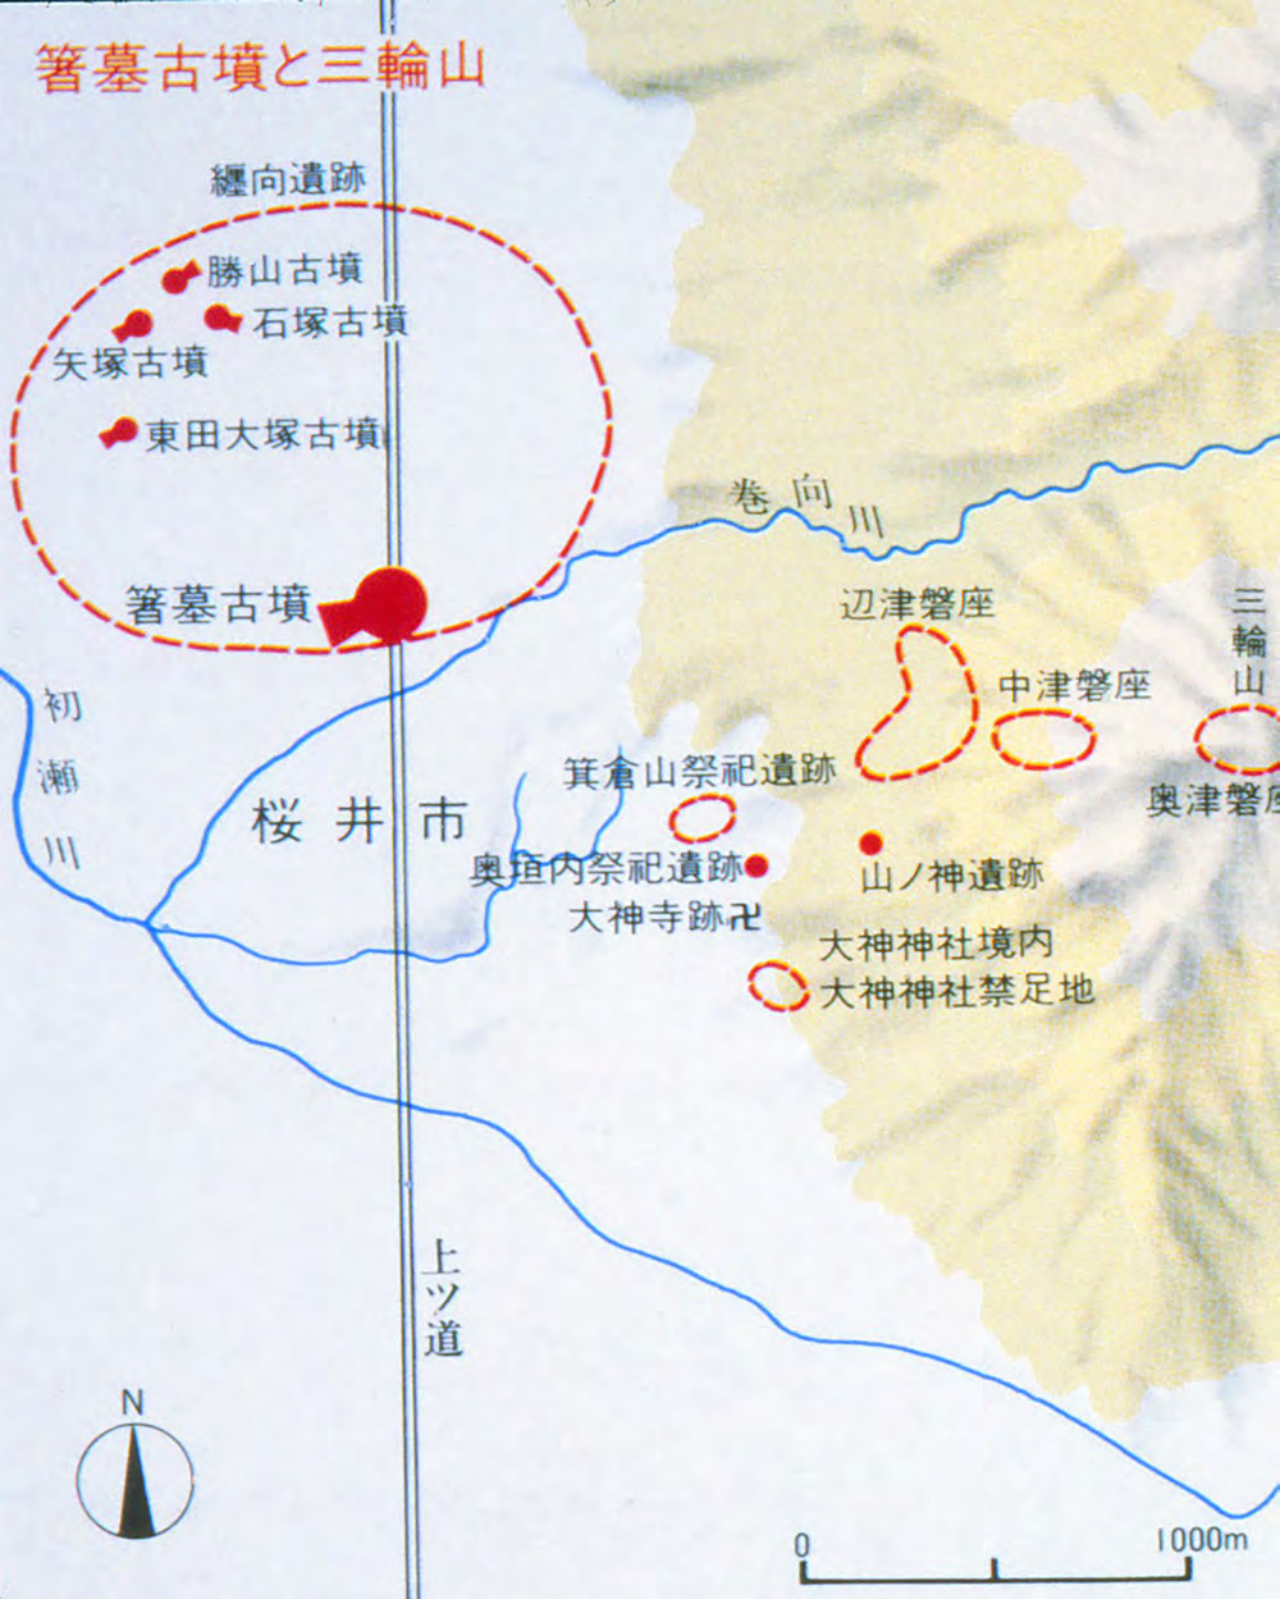 箸墓古墳と三輪山
纒向遺跡
勝山古墳
石塚古墳
矢塚古墳
東田大塚古墳
巻向川
箸墓古墳
辺津磐座
三輪山
中津磐座
初瀬川
箕倉山祭祀遺跡
奥津磐座
桜井市
奥垣内祭祀遺跡
山ノ神遺跡
大神寺跡卍
大神神社境内
大神神社禁足地
上ツ道
N
0
1000m